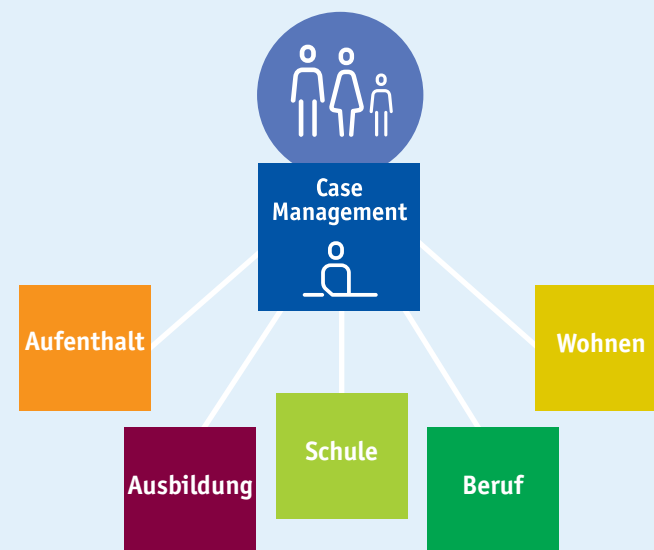 Case
Management
Aufenthalt
Wohnen
Schule
Ausbildung
Beruf